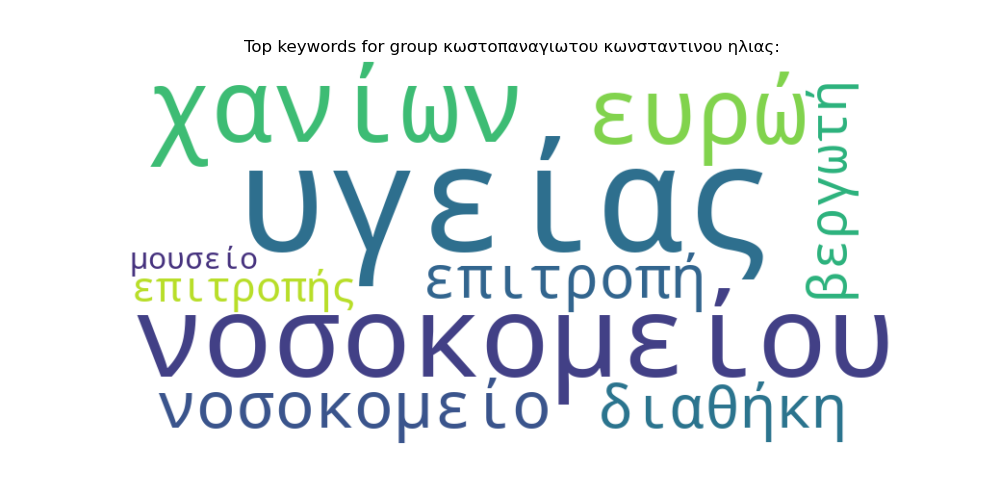 Top keywords for group κωστοπαναγιωτου κωνσταντινου ηλιας:
χανίων
ευρώ
βεργωτή
υγείας
μουσείο
επιτροπή
επιτροπής
νοσοκομείου
νοσοκομείο
διαθήκη